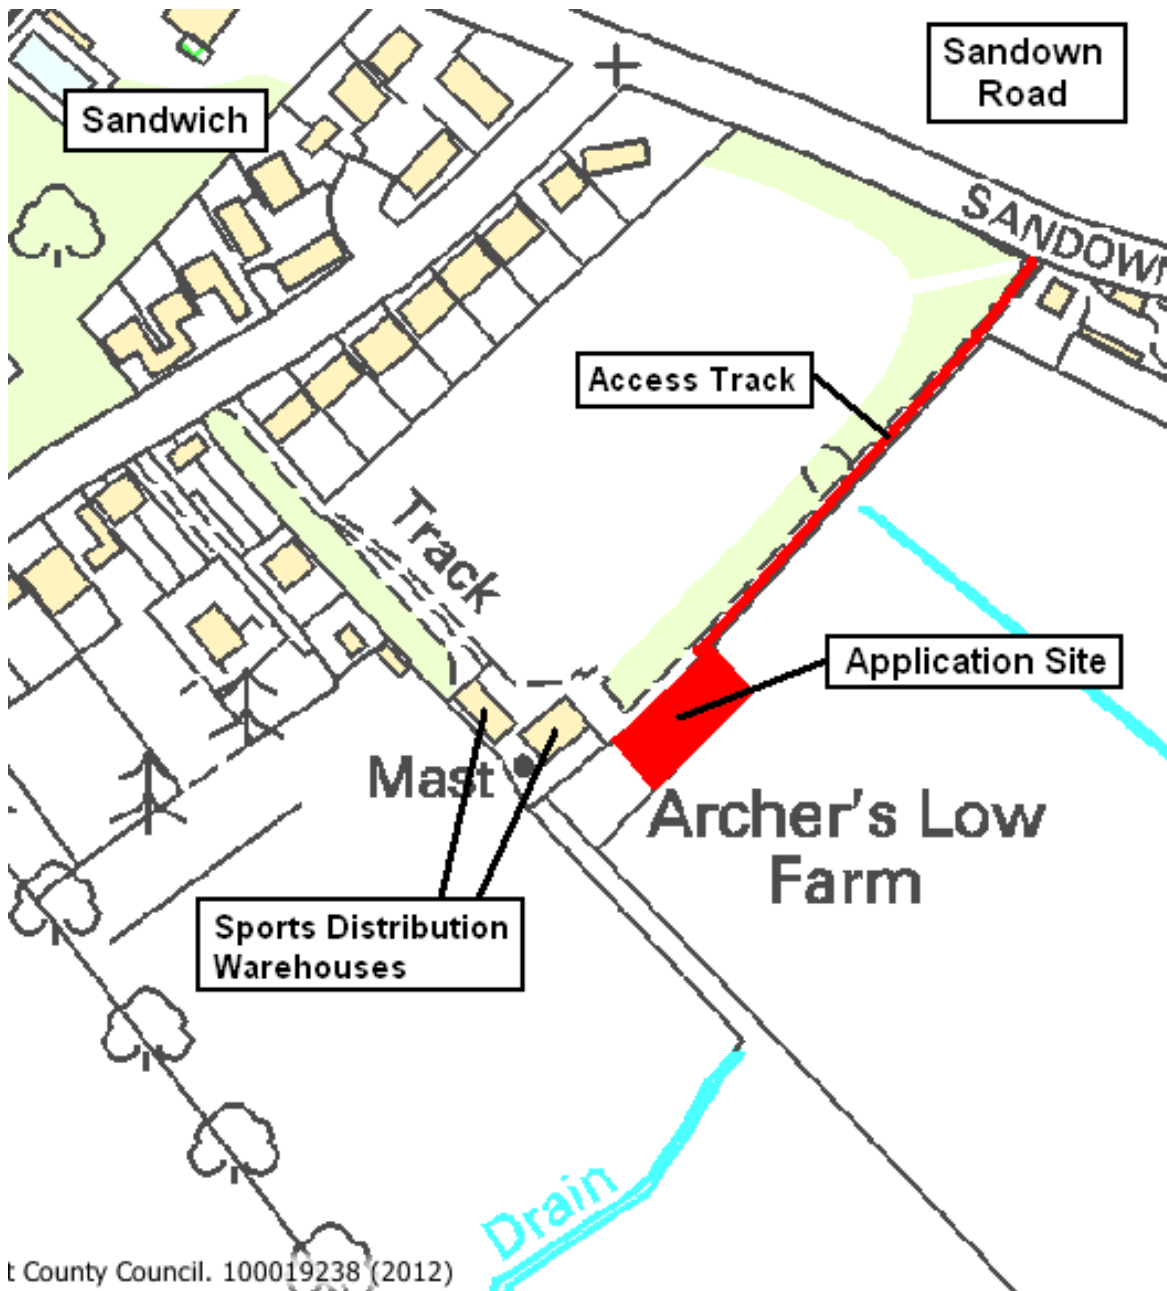 Sandown
Road
Sandwich
SANDOWN
Access Track
Track
Application Site
Mast
Archer's Low
Farm
Sports Distribution
Warehouses
Drain
t County Council. 100019238 (2012)